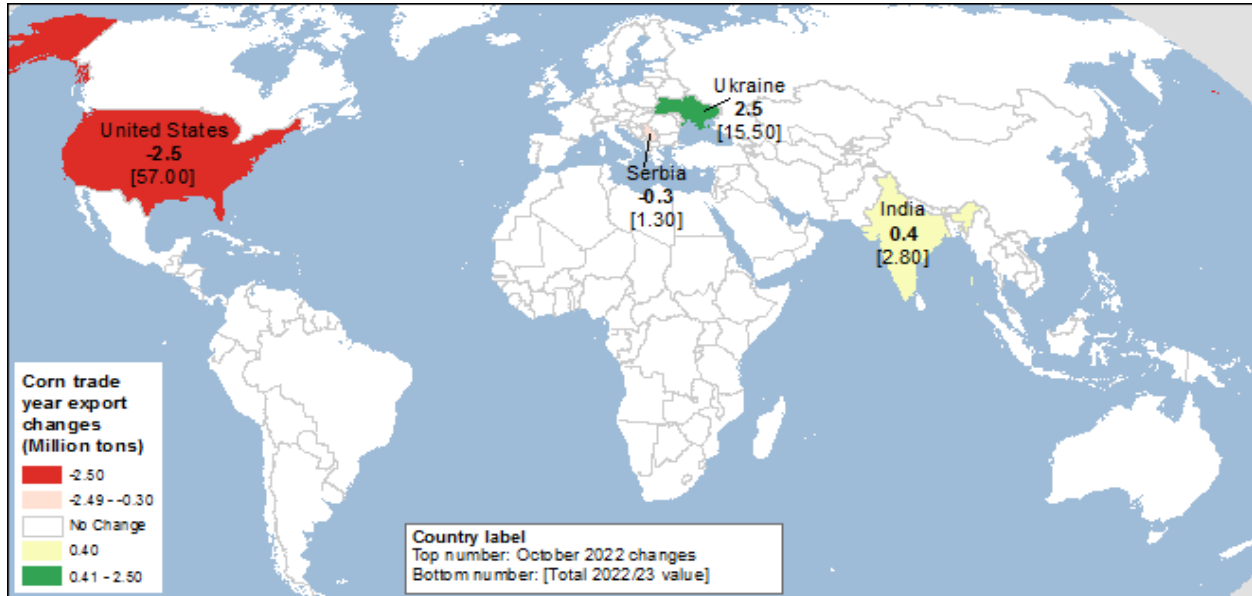 United States
-2.5
[57.00]
Ukraine
2.5
[15.50]
Serbia
-0.3
[1.30]
India
0.4
[2.80]
Corn trade
year export
changes
(Million tons)
-2.50
-2.49 - -0.30
No Change
0.40
0.41 - 2.50
Country label
Top number: October 2022 changes
Bottom number: [Total 2022/23 value]